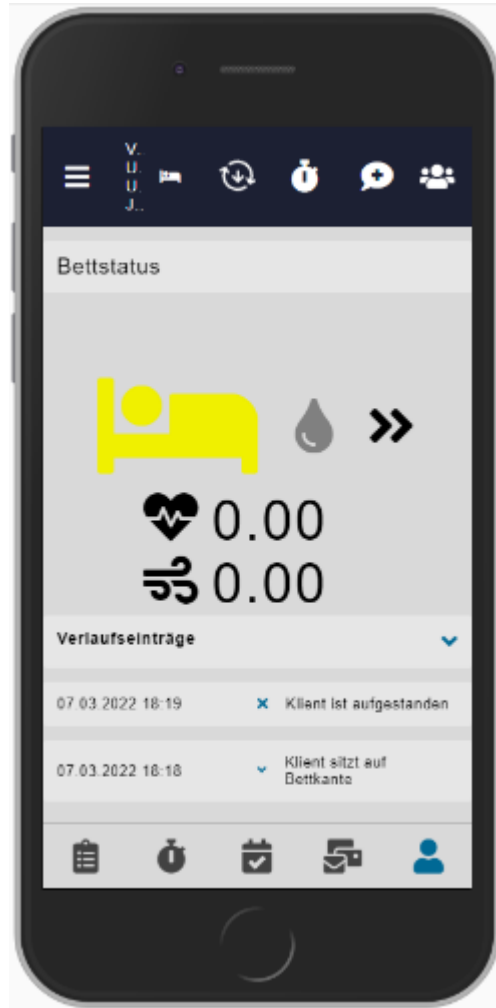 V..
U.
U.
J..
Bettstatus
0.00
0.00
Verlaufseinträge
07.03.2022 18:19 Klient ist aufgestanden
07.03.2022 18:18 Klient sitzt auf
Bettkante